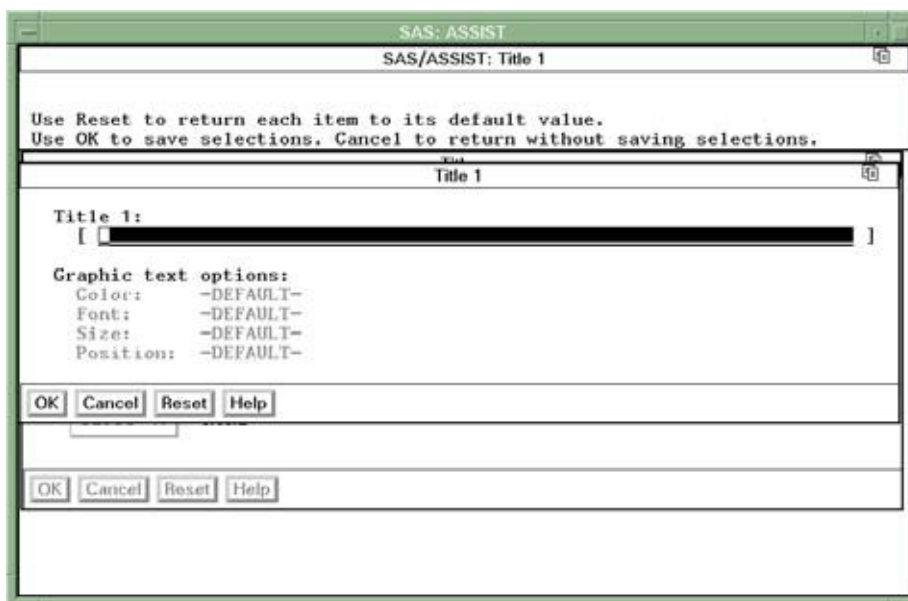 SAS: ASSIST
SAS/ASSIST: Title 1
Use Reset to return each item to its default value.
Use OK to save selections. Cancel to return without saving selections.
Title 1
Title 1:
[ _ ]
Graphic text options:
Color: -DEFAULT-
Font: -DEFAULT-
Size: -DEFAULT-
Position: -DEFAULT-
OK Cancel Reset Help
OK Cancel Reset Help